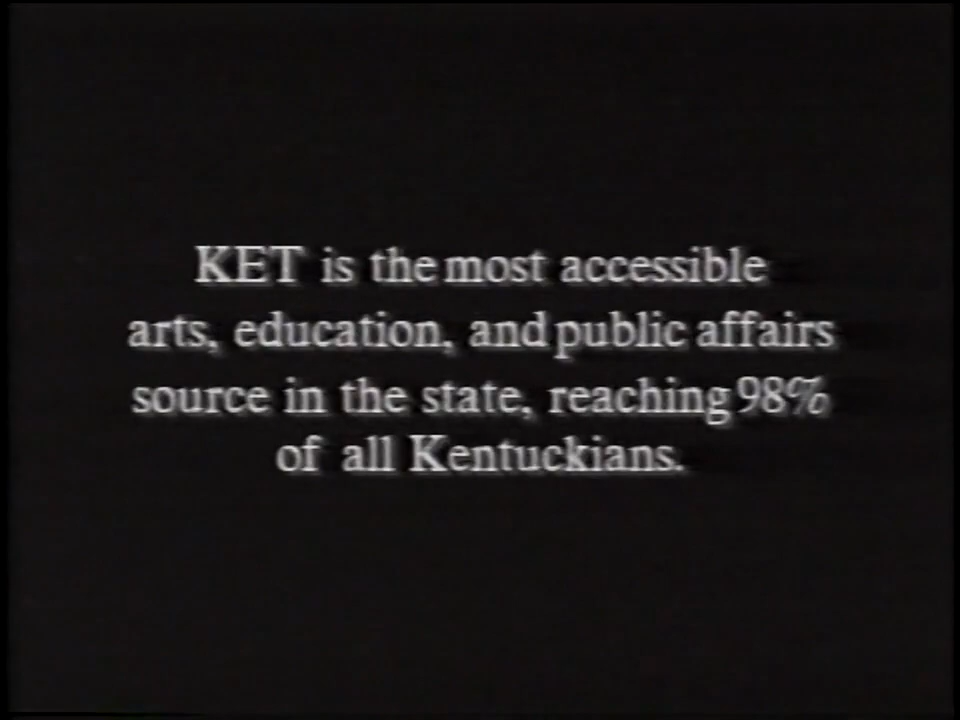 KET is the most accessible
arts, education, and public affairs
source in the state, reaching 98%
of all Kentuckians.